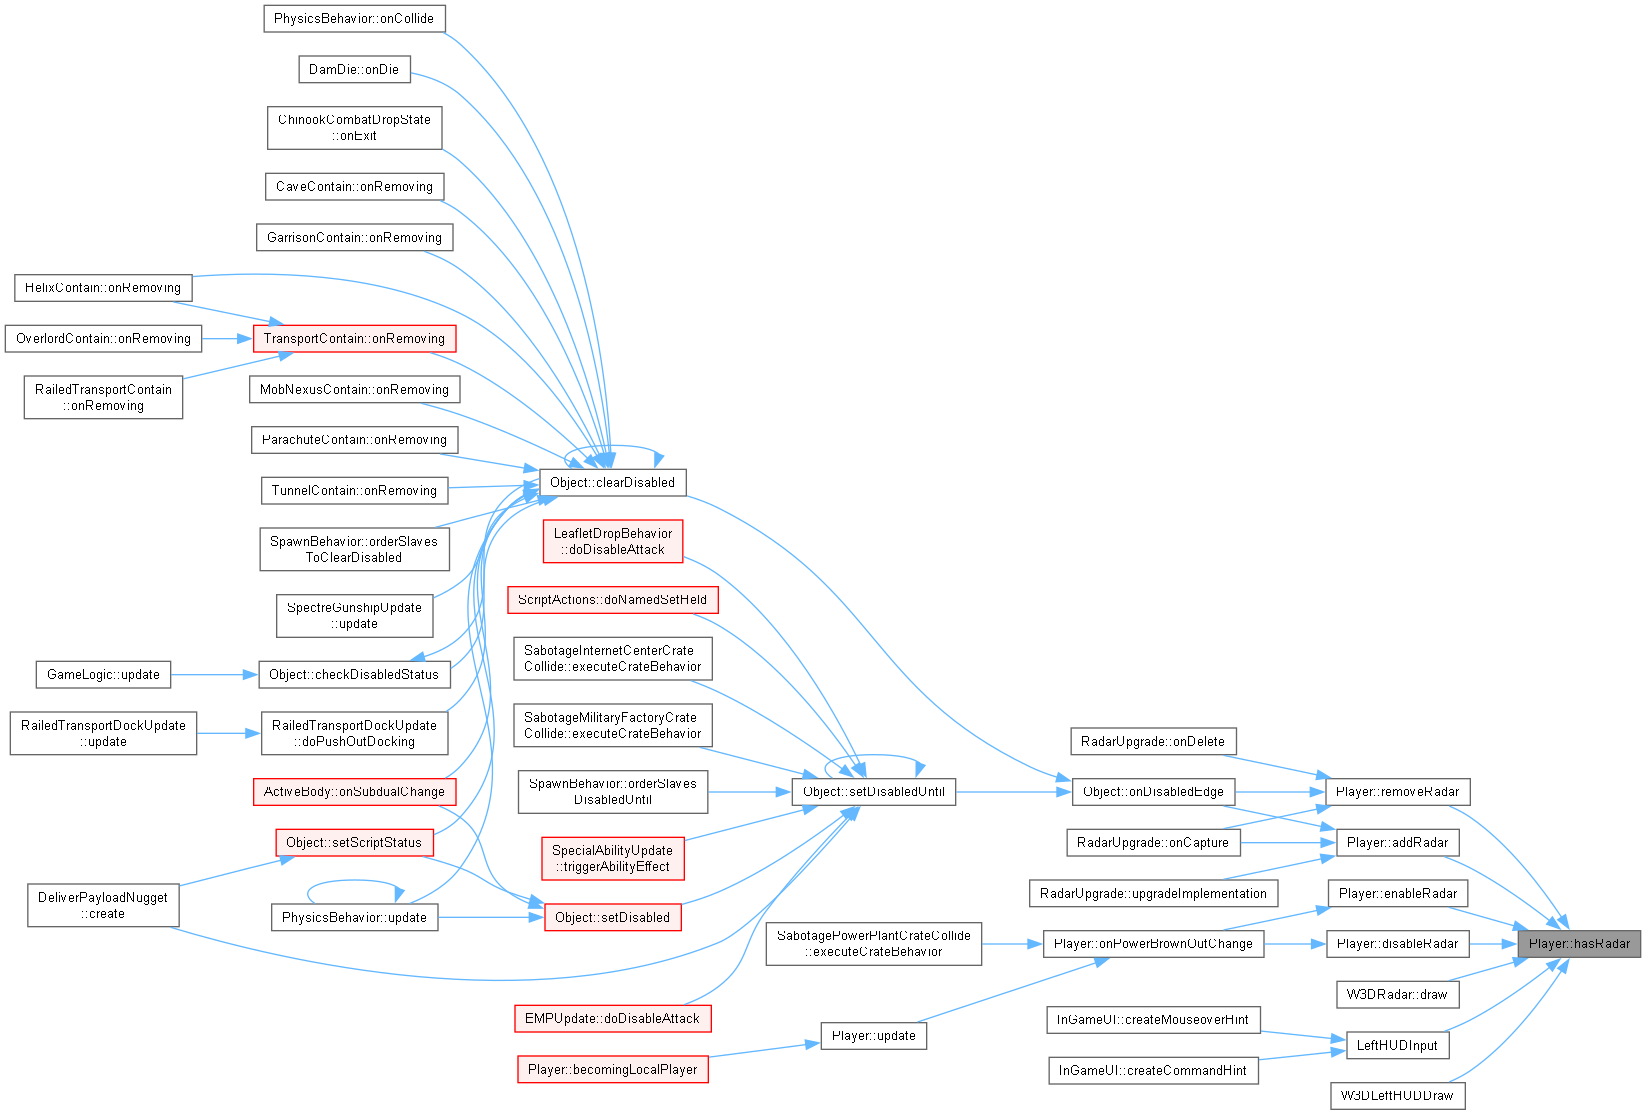 PhysicsBehavior::onCollide
DamDie::onDie
ChinookCombatDropState
::onExit
CaveContain::onRemoving
GarrisonContain::onRemoving
HelixContain::onRemoving
OverlordContain::onRemoving
TransportContain::onRemoving
RailedTransportContain
::onRemoving
MobNexusContain::onRemoving
ParachuteContain::onRemoving
TunnelContain::onRemoving
Object::clearDisabled
SpawnBehavior::orderSlaves
ToClearDisabled
LeafletDropBehavior
::doDisableAttack
SpectreGunshipUpdate
::update
ScriptActions::doNamedSetHeld
SabotageInternetCenterCrate
Collide::executeCrateBehavior
GameLogic::update
Object::checkDisabledStatus
RailedTransportDockUpdate
::update
RailedTransportDockUpdate
::doPushOutDocking
SabotageMilitaryFactoryCrate
Collide::executeCrateBehavior
RadarUpgrade::onDelete
ActiveBody::onSubdualChange
SpawnBehavior::orderSlaves
DisabledUntil
Object::setDisabledUntil
Object::onDisabledEdge
Player::removeRadar
Object::setScriptStatus
SpecialAbilityUpdate
::triggerAbilityEffect
RadarUpgrade::onCapture
Player::addRadar
DeliverPayloadNugget
::create
PhysicsBehavior::update
Object::setDisabled
RadarUpgrade::upgradeImplementation
Player::enableRadar
SabotagePowerPlantCrateCollide
::executeCrateBehavior
Player::onPowerBrownOutChange
Player::disableRadar
Player::hasRadar
W3DRadar::draw
EMPUpdate::doDisableAttack
Player::update
InGameUI::createMouseoverHint
LeftHUDInput
Player::becomingLocalPlayer
InGameUI::createCommandHint
W3DLeftHUDDraw